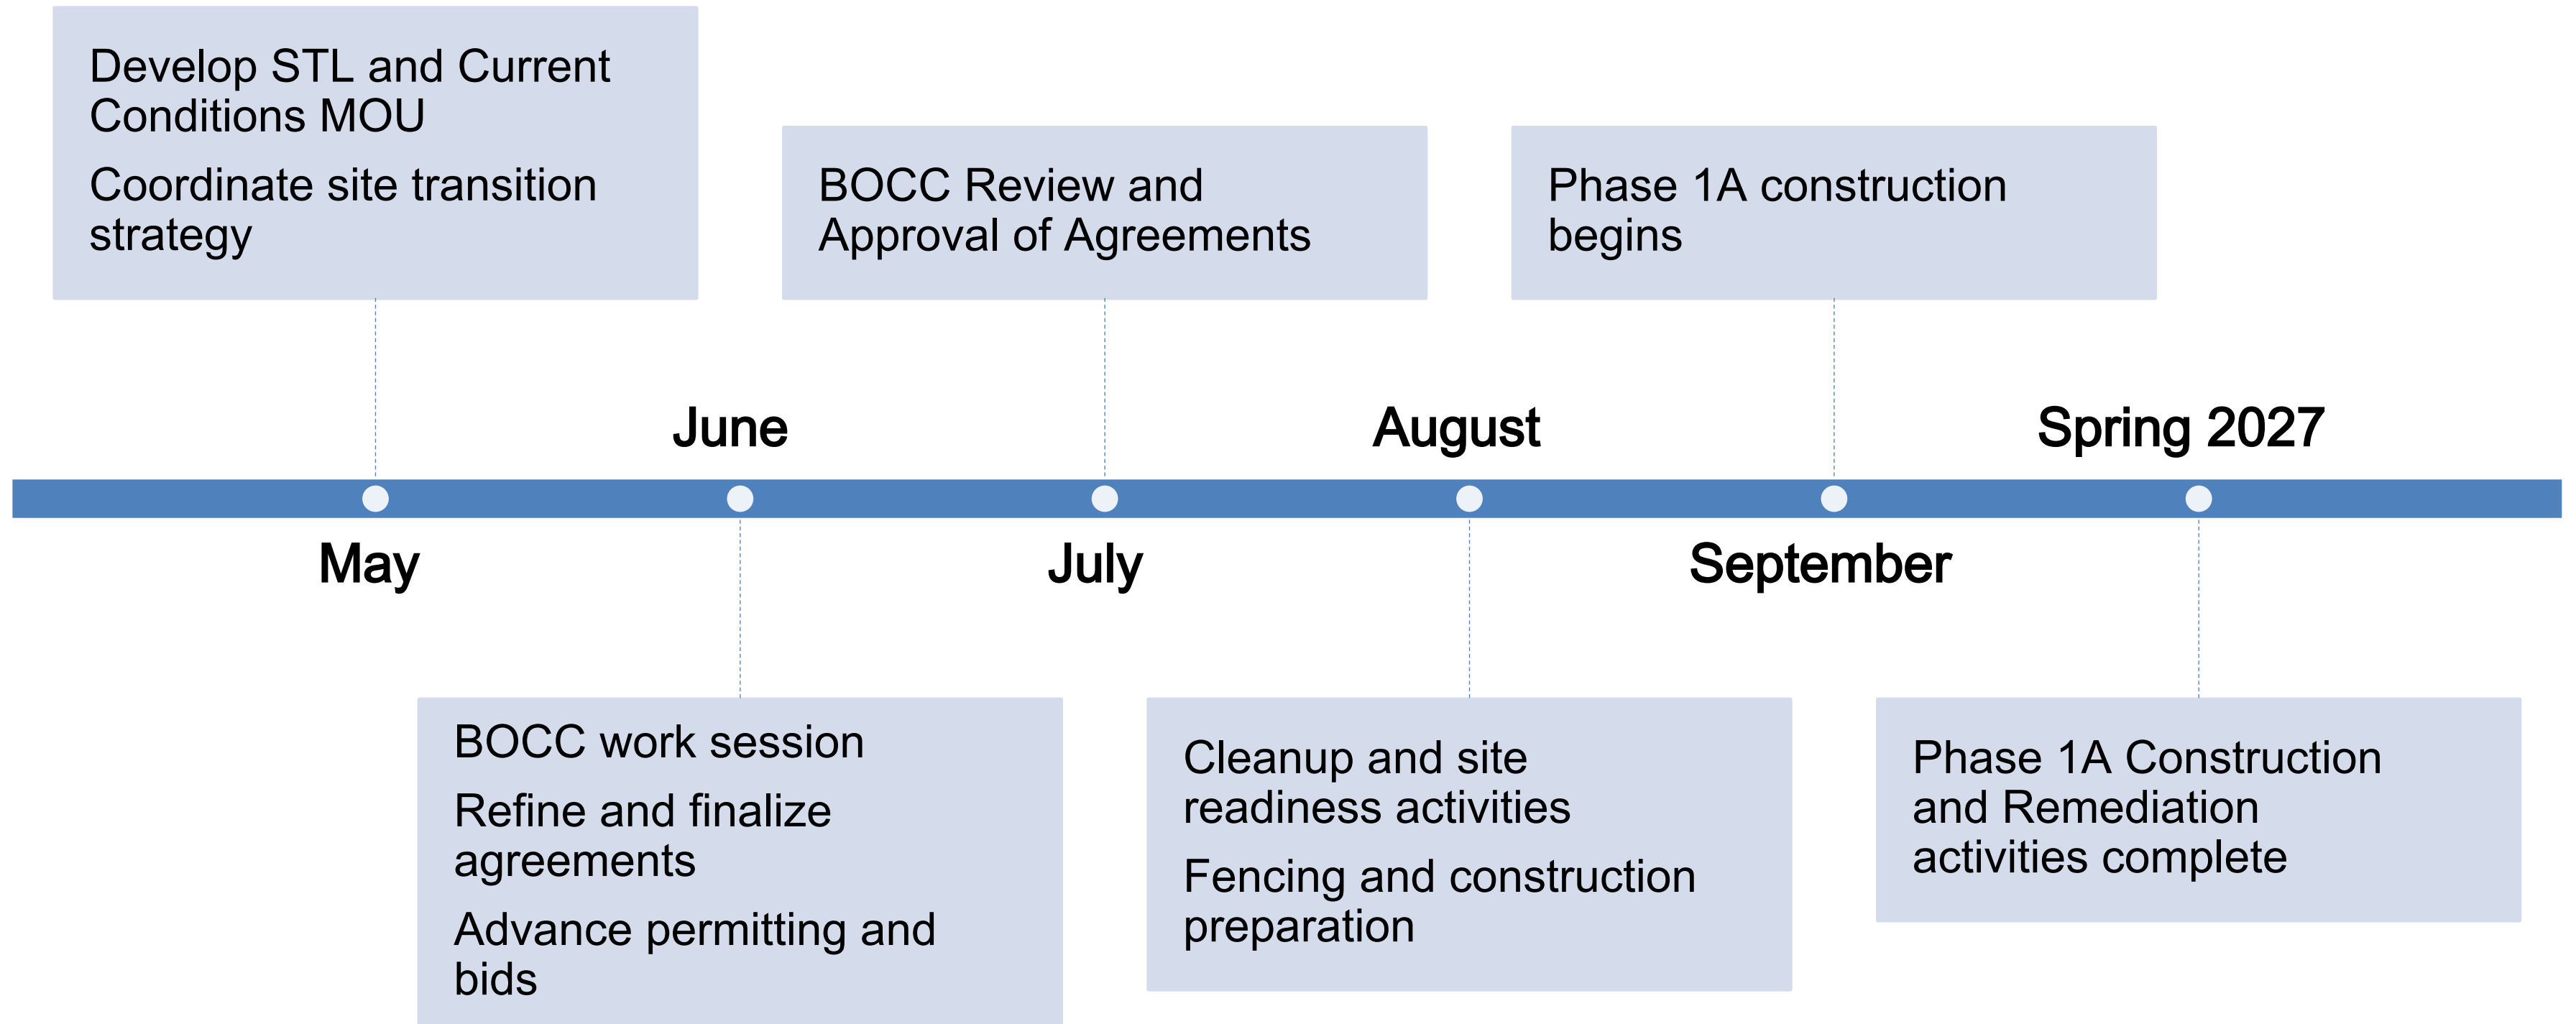 Develop STL and Current
Conditions MOU
Coordinate site transition
strategy
BOCC Review and
Approval of Agreements
Phase 1A construction
begins
June
August
Spring 2027
May
July
September
BOCC work session
Refine and finalize
agreements
Advance permitting and
bids
Cleanup and site
readiness activities
Fencing and construction
preparation
Phase 1A Construction
and Remediation
activities complete